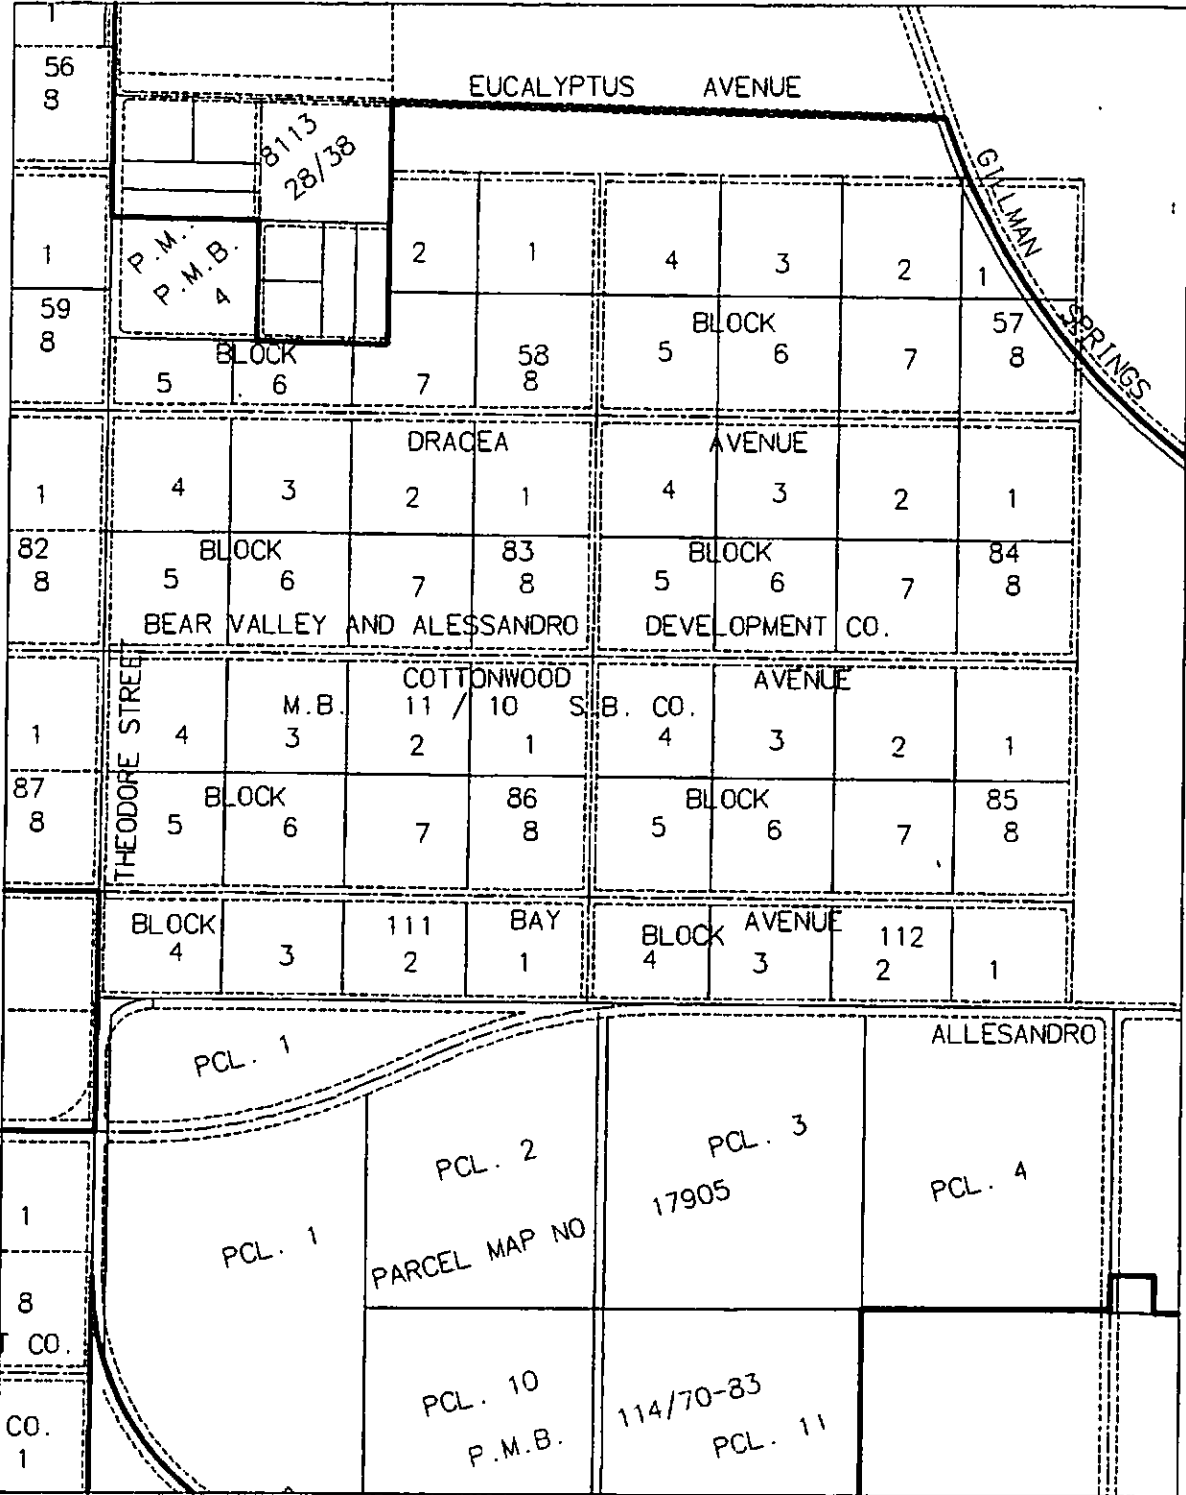 1
56
8
EUCALYPTUS AVENUE
8113
28/38
GILLMAN SPRINGS
P.M.
P.M.B.
4
1
2 1 4 3 2 1
59
8
BLOCK 58
5 6 7 8
BLOCK 57
5 6 7 8
DRACEA AVENUE
1
4 3 2 1 4 3 2 1
82
8
BLOCK 83
5 6 7 8
BLOCK 84
5 6 7 8
BEAR VALLEY AND ALESSANDRO DEVELOPMENT CO.
THEODORE STREET
COTTONWOOD AVENUE
M.B. 11 / 10 S.B. CO.
1
4 3 2 1 4 3 2 1
87
8
BLOCK 86
5 6 7 8
BLOCK 85
5 6 7 8
BAY AVENUE
BLOCK 111
4 3 2 1
BLOCK 112
4 3 2 1
ALLESANDRO
PCL. 1
PCL. 2
PCL. 3
17905
PCL. 4
1
PCL. 1
PARCEL MAP NO
8
T CO.
PCL. 10
114/70-83
P.M.B.
PCL. 11
CO.
1